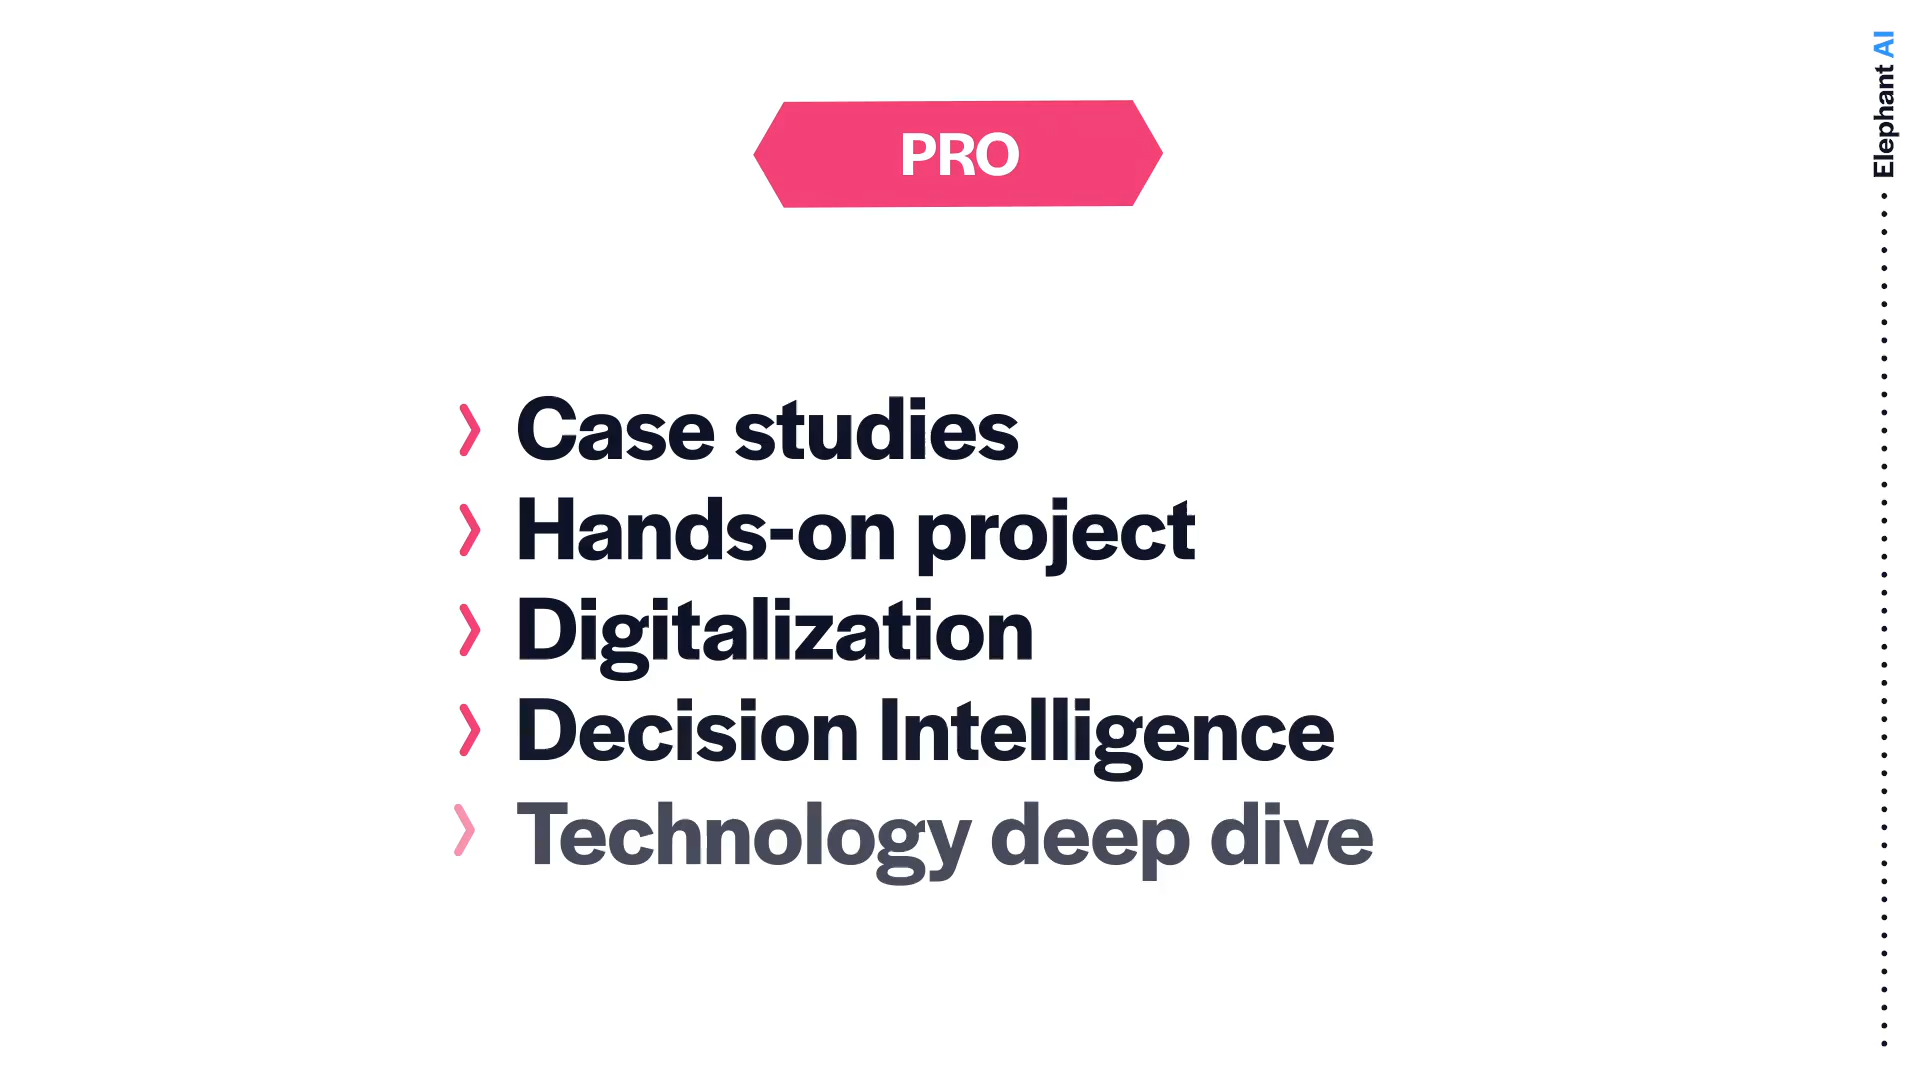 PRO
Case studies
Hands-on project
Digitalization
Decision Intelligence
Technology deep dive
Elephant AI